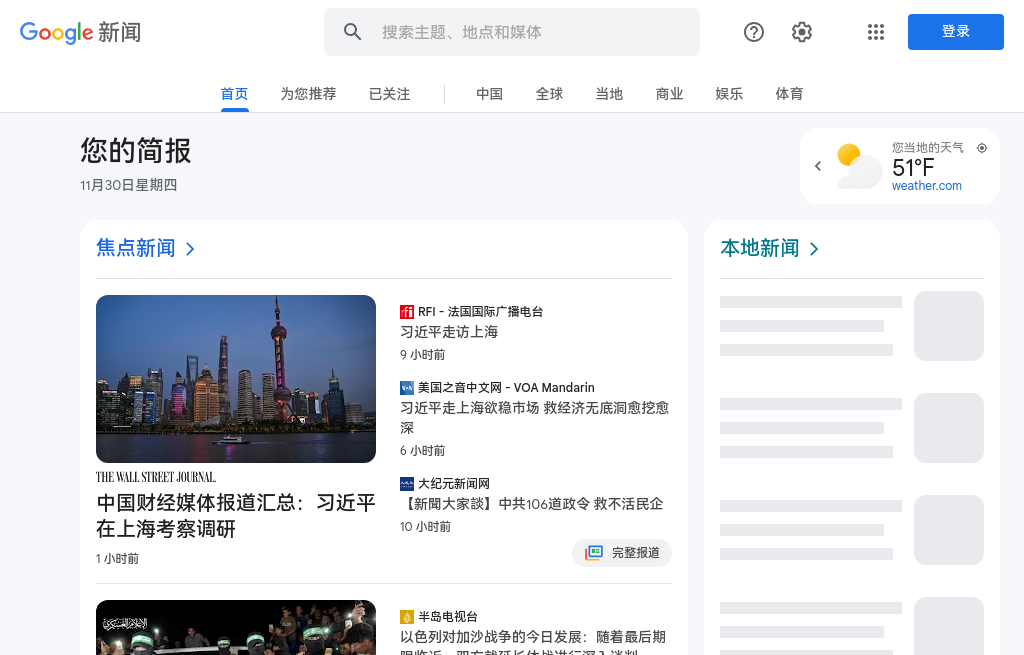 Google 新闻
搜索主题、地点和媒体
登录
首页
为您推荐
已关注
中国
全球
当地
商业
娱乐
体育
您的简报
11月30日星期四
您当地的天气
51°F
weather.com
焦点新闻
THE WALL STREET JOURNAL.
中国财经媒体报道汇总：习近平
在上海考察调研
1 小时前
rfi RFI - 法国国际广播电台
习近平走访上海
9 小时前
VOA 美国之音中文网 - VOA Mandarin
习近平走上海欲稳市场 救经济无底洞愈挖愈
深
6 小时前
大纪元新闻网
【新聞大家談】中共106道政令 救不活民企
10 小时前
完整报道
半岛电视台
以色列对加沙战争的今日发展：随着最后期
本地新闻